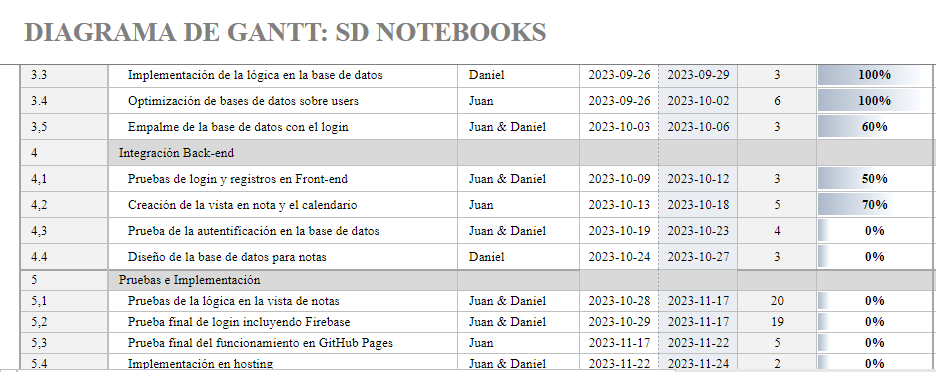 DIAGRAMA DE GANTT: SD NOTEBOOKS
3.3 Implementación de la lógica en la base de datos Daniel 2023-09-26 2023-09-29 3 100%
3.4 Optimización de bases de datos sobre users Juan 2023-09-26 2023-10-02 6 100%
3,5 Empalme de la base de datos con el login Juan & Daniel 2023-10-03 2023-10-06 3 60%
4 Integración Back-end
4,1 Pruebas de login y registros en Front-end Juan & Daniel 2023-10-09 2023-10-12 3 50%
4,2 Creación de la vista en nota y el calendario Juan 2023-10-13 2023-10-18 5 70%
4,3 Prueba de la autentificación en la base de datos Juan & Daniel 2023-10-19 2023-10-23 4 0%
4.4 Diseño de la base de datos para notas Daniel 2023-10-24 2023-10-27 3 0%
5 Pruebas e Implementación
5,1 Pruebas de la lógica en la vista de notas Juan & Daniel 2023-10-28 2023-11-17 20 0%
5,2 Prueba final de login incluyendo Firebase Juan & Daniel 2023-10-29 2023-11-17 19 0%
5,3 Prueba final del funcionamiento en GitHub Pages Juan 2023-11-17 2023-11-22 5 0%
5.4 Implementación en hosting Juan & Daniel 2023-11-22 2023-11-24 2 0%